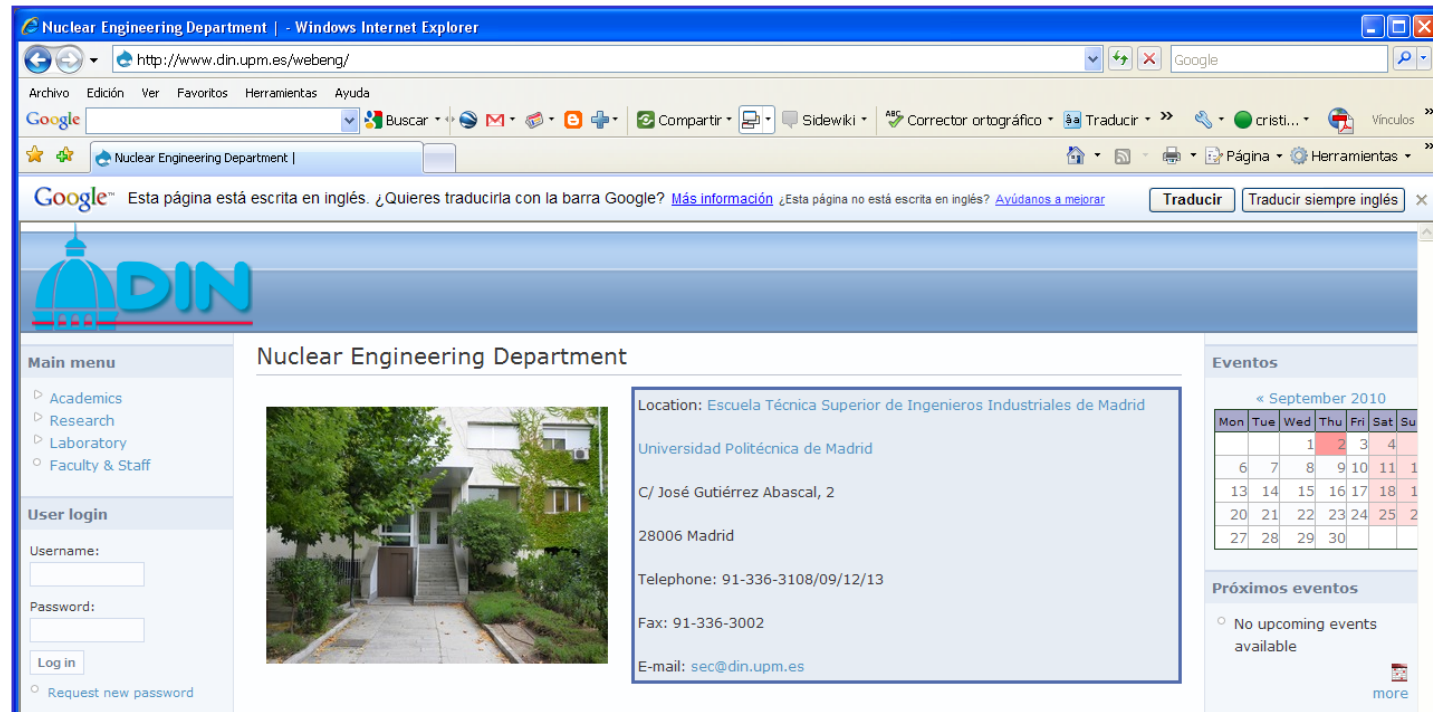 Nuclear Engineering Department | - Windows Internet Explorer
http://www.din.upm.es/webeng/
Google
Archivo Edición Ver Favoritos Herramientas Ayuda
Google Buscar Compartir Sidewiki ABC Corrector ortográfico Traducir » cristi... Vínculos »
Nuclear Engineering Department | Página Herramientas »
Google™ Esta página está escrita en inglés. ¿Quieres traducirla con la barra Google? Más información ¿Esta página no está escrita en inglés? Ayúdanos a mejorar Traducir Traducir siempre inglés
DIN
Main menu
Academics
Research
Laboratory
Faculty & Staff
User login
Username:
Password:
Log in
Request new password
Nuclear Engineering Department
Location: Escuela Técnica Superior de Ingenieros Industriales de Madrid
Universidad Politécnica de Madrid
C/ José Gutiérrez Abascal, 2
28006 Madrid
Telephone: 91-336-3108/09/12/13
Fax: 91-336-3002
E-mail: sec@din.upm.es
Eventos
« September 2010
Mon Tue Wed Thu Fri Sat Su
1 2 3 4
6 7 8 9 10 11 1
13 14 15 16 17 18 1
20 21 22 23 24 25 2
27 28 29 30
Próximos eventos
No upcoming events
available
more